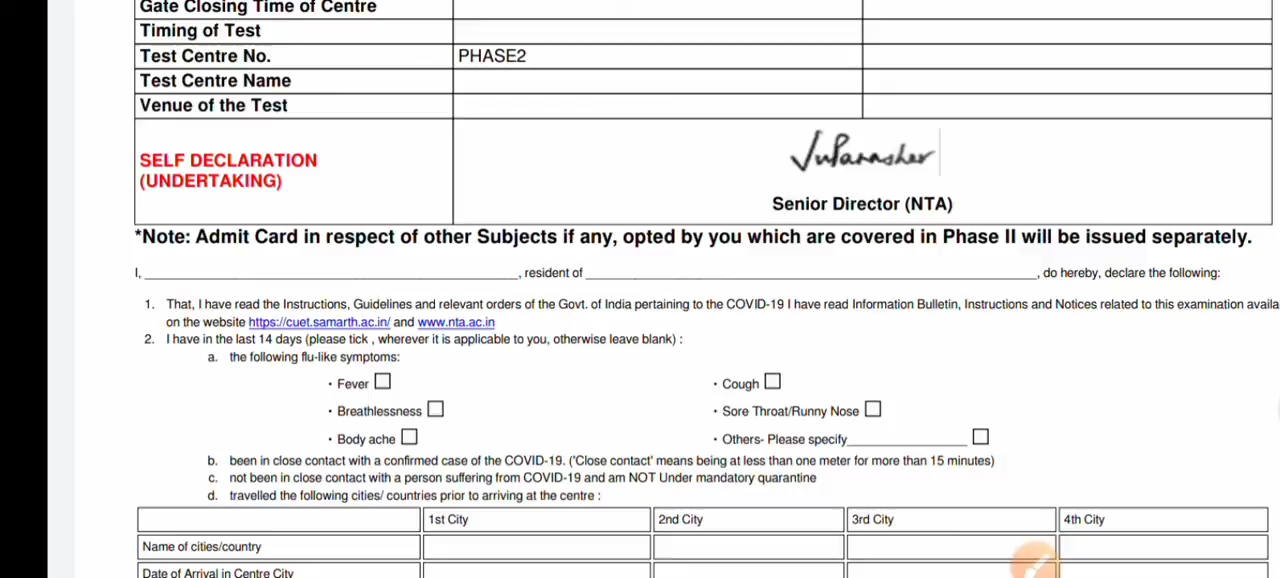 Gate Closing Time of Centre
Timing of Test
Test Centre No. PHASE2
Test Centre Name
Venue of the Test
SELF DECLARATION
(UNDERTAKING)
Senior Director (NTA)
*Note: Admit Card in respect of other Subjects if any, opted by you which are covered in Phase II will be issued separately.
I, ______, resident of ______, do hereby, declare the following:
1. That, I have read the Instructions, Guidelines and relevant orders of the Govt. of India pertaining to the COVID-19 I have read Information Bulletin, Instructions and Notices related to this examination availa
on the website https://cuet.samarth.ac.in/ and www.nta.ac.in
2. I have in the last 14 days (please tick , wherever it is applicable to you, otherwise leave blank) :
a. the following flu-like symptoms:
• Fever • Cough
• Breathlessness • Sore Throat/Runny Nose
• Body ache • Others- Please specify______
b. been in close contact with a confirmed case of the COVID-19. ('Close contact' means being at less than one meter for more than 15 minutes)
c. not been in close contact with a person suffering from COVID-19 and am NOT Under mandatory quarantine
d. travelled the following cities/ countries prior to arriving at the centre :
1st City 2nd City 3rd City 4th City
Name of cities/country
Date of Arrival in Centre City